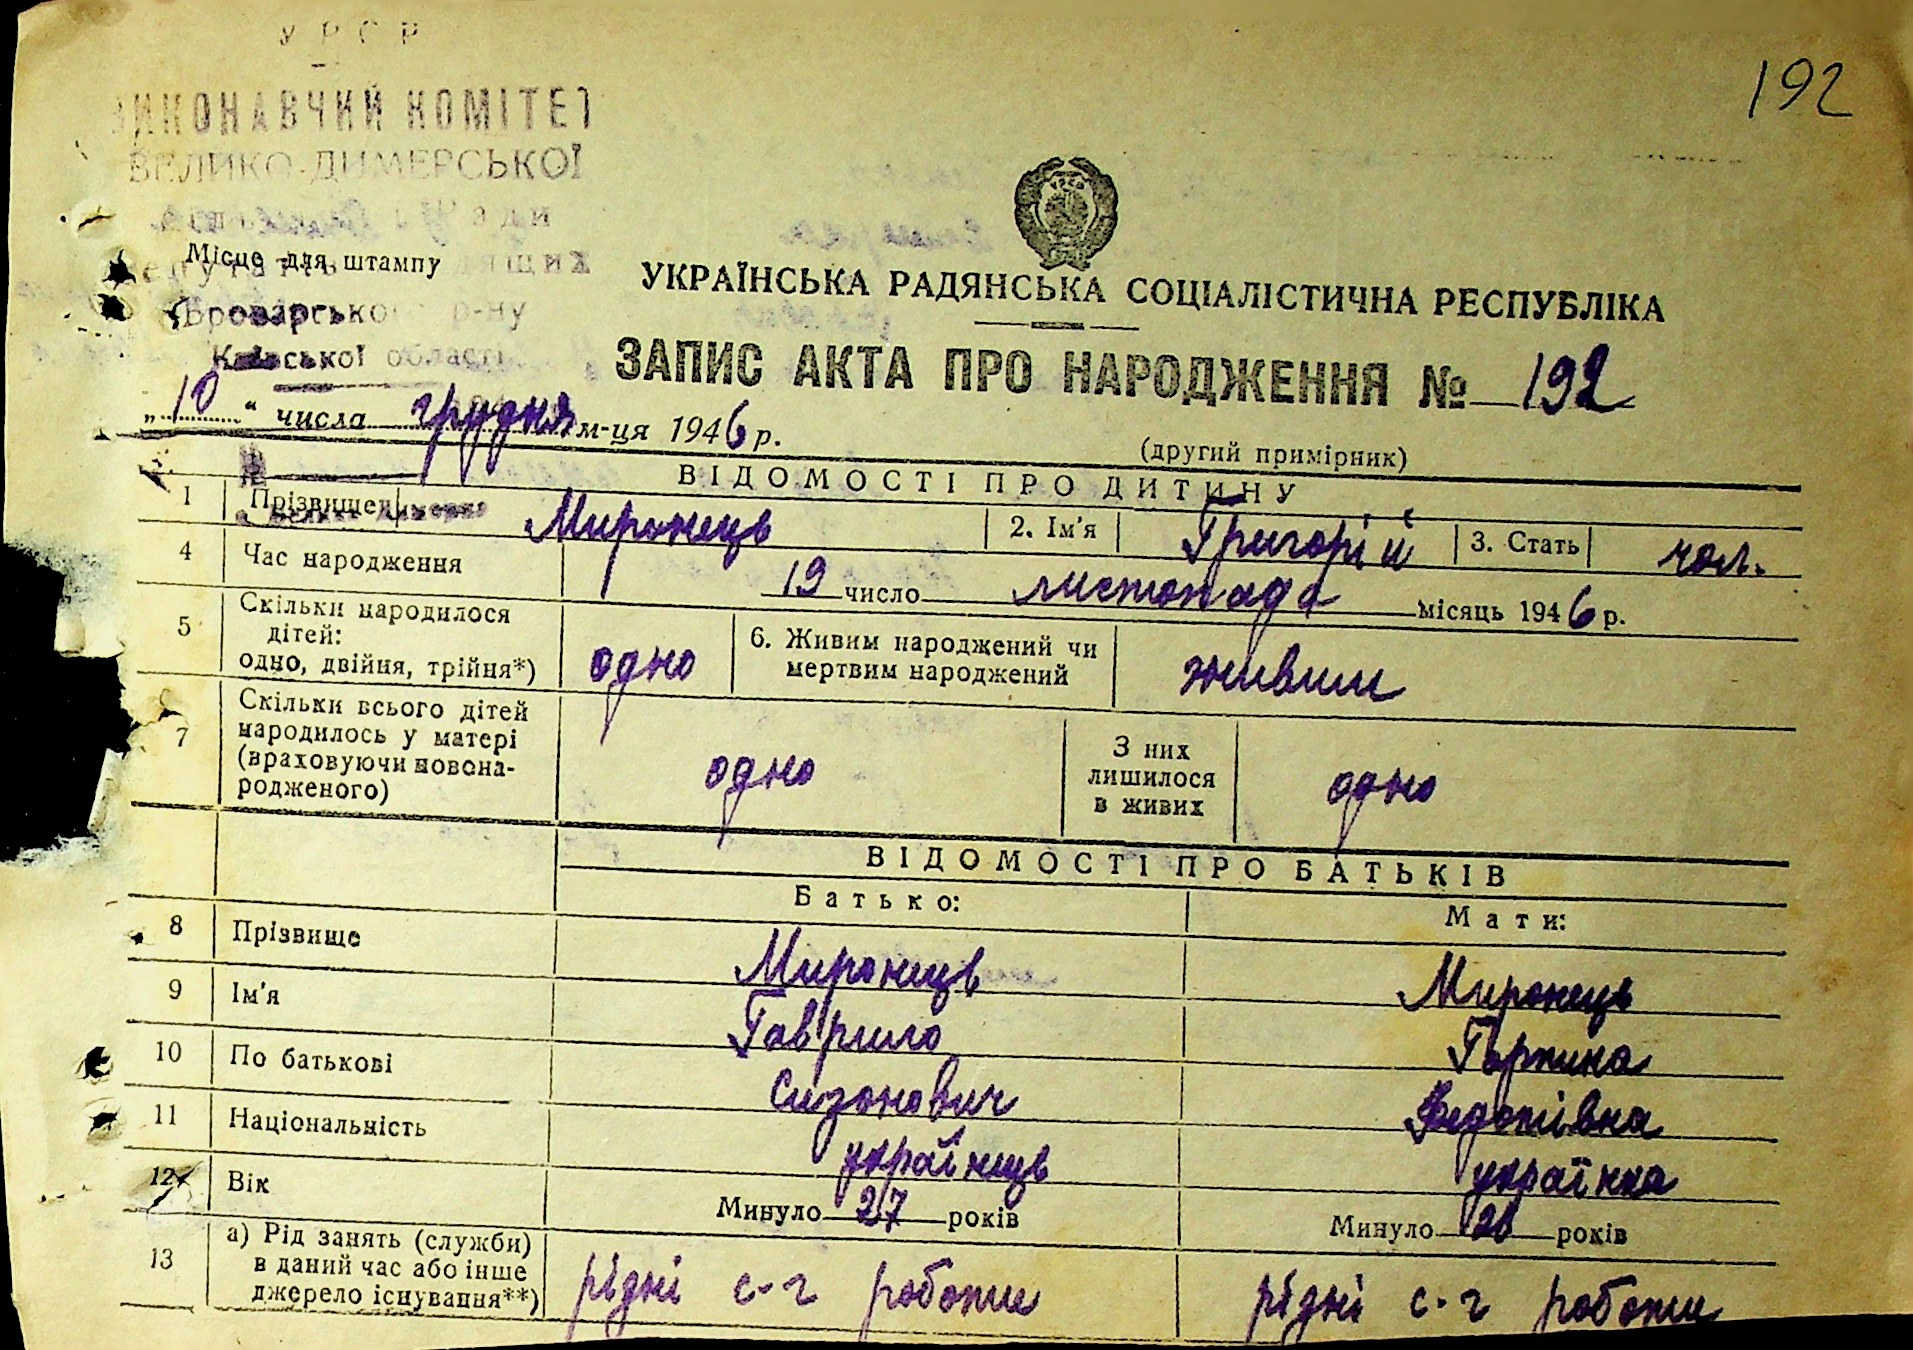 УРСР
192
ВИКОНАВЧИЙ КОМІТЕТ
ВЕЛИКО-ДИМЕРСЬКОЇ
Місце для штампу
Броварського р-ну
Київської області
УКРАЇНСЬКА РАДЯНСЬКА СОЦІАЛІСТИЧНА РЕСПУБЛІКА
ЗАПИС АКТА ПРО НАРОДЖЕННЯ № 192
„10“ числа грудня м-ця 1946 р.
(другий примірник)
ВІДОМОСТІ ПРО ДИТИНУ
1 Прізвище Миронець 2. Ім'я Григорій 3. Стать чол.
4 Час народження 19 число листопада місяць 1946 р.
5 Скільки народилося
дітей:
одно, двійня, трійня*) одно 6. Живим народжений чи
мертвим народжений живим
7 Скільки всього дітей
народилось у матері
(враховуючи новона-
родженого) одно З них
лишилося
в живих одно
ВІДОМОСТІ ПРО БАТЬКІВ
Батько: Мати:
8 Прізвище Миронець Миронець
9 Ім'я Гаврило
10 По батькові Сизонович Федотівна
11 Національність українець українка
12 Вік Минуло 27 років Минуло років
13 а) Рід занять (служби)
в даний час або інше
джерело існування**) рідні с-г роботи рідні с-г роботи